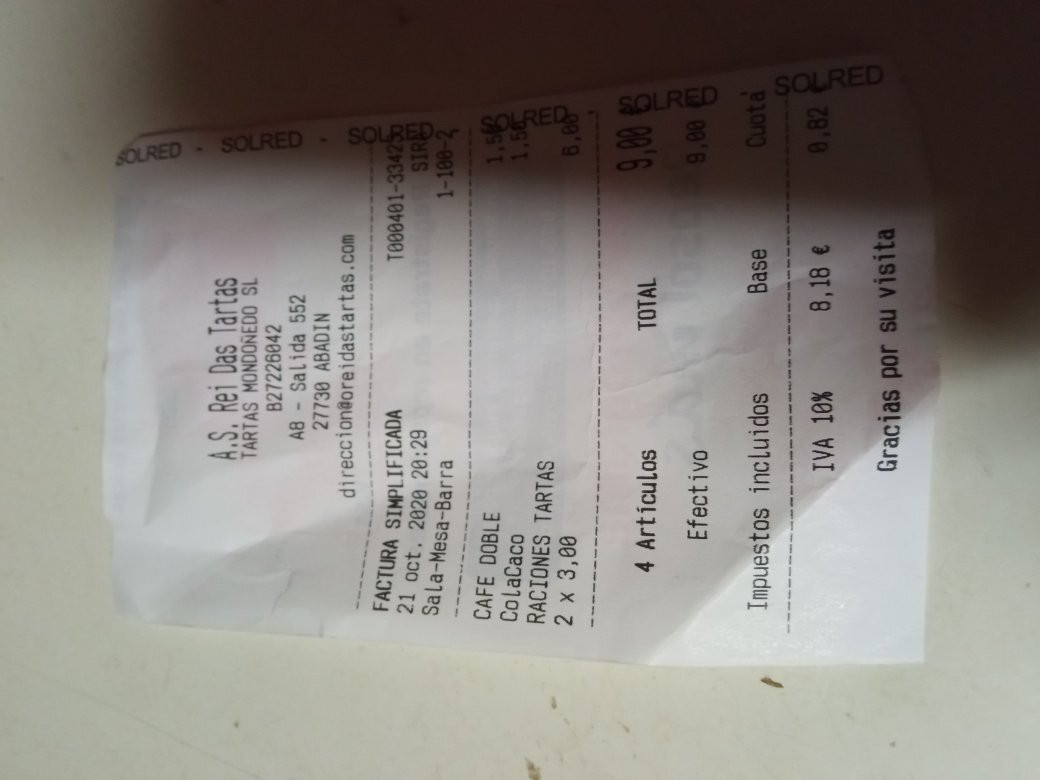 SOLRED - SOLRED - SOLRED SOLRED SOLRED SOLRED
A.S. Rei Das Tartas
TARTAS MONDOÑEDO SL
B27226042
A8 - Salida 552
27730 ABADIN
direccion@oreidastartas.com
FACTURA SIMPLIFICADA
21 oct. 2020 20:29 T000401-3342
Sala-Mesa-Barra
1-100-2
CAFE DOBLE 1,50
ColaCaco 1,50
RACIONES TARTAS
2 x 3,00 6,00
4 Artículos TOTAL 9,00 €
Efectivo 9,00 €
Impuestos incluidos Base Cuota
IVA 10% 8,18 € 0,82 €
Gracias por su visita